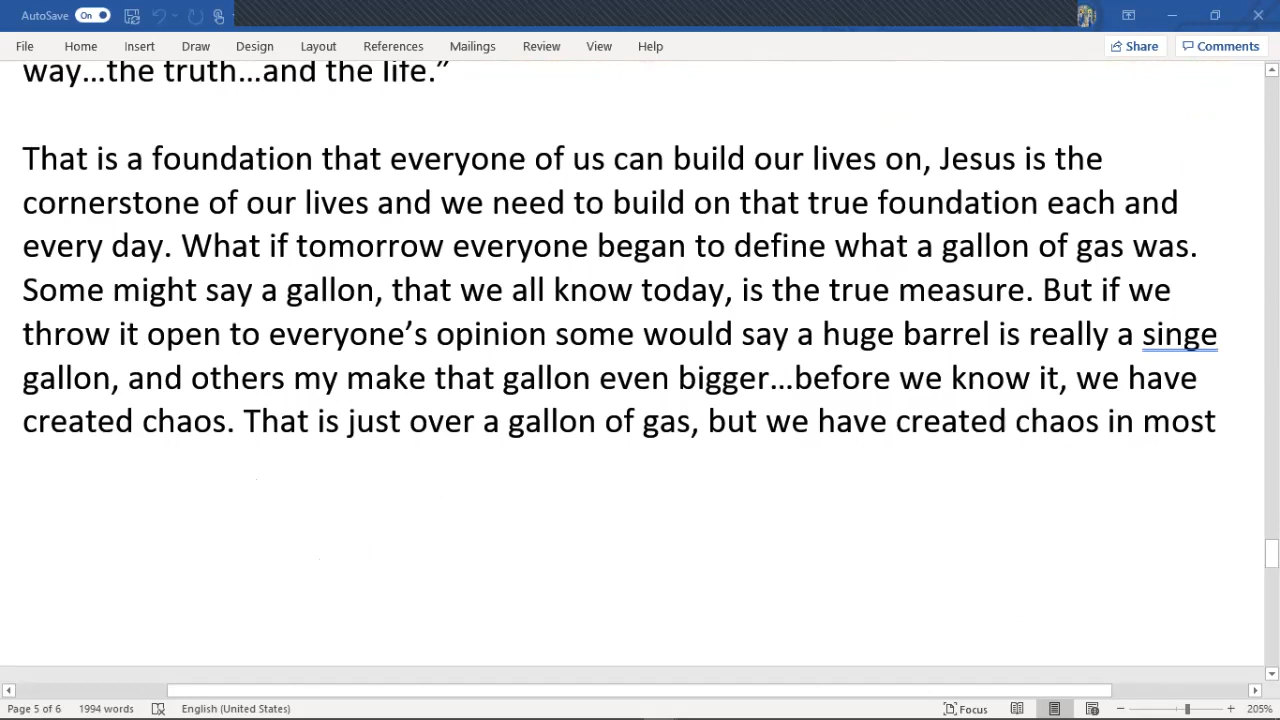 AutoSave On
File Home Insert Draw Design Layout References Mailings Review View Help Share Comments
way…the truth…and the life.”
That is a foundation that everyone of us can build our lives on, Jesus is the
cornerstone of our lives and we need to build on that true foundation each and
every day. What if tomorrow everyone began to define what a gallon of gas was.
Some might say a gallon, that we all know today, is the true measure. But if we
throw it open to everyone’s opinion some would say a huge barrel is really a singe
gallon, and others my make that gallon even bigger…before we know it, we have
created chaos. That is just over a gallon of gas, but we have created chaos in most
Page 5 of 6 1994 words English (United States) Focus 205%